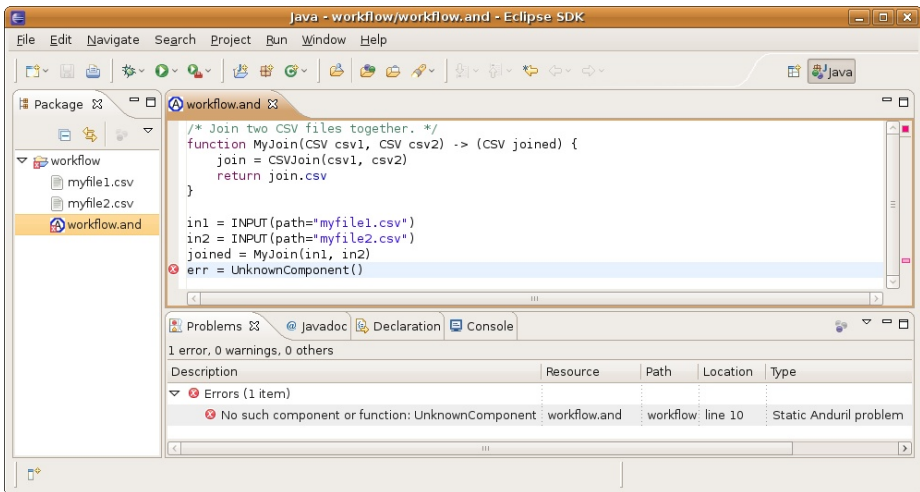 Java - workflow/workflow.and - Eclipse SDK
File Edit Navigate Search Project Run Window Help
Java
Package
workflow
myfile1.csv
myfile2.csv
workflow.and
workflow.and
/* Join two CSV files together. */
function MyJoin(CSV csv1, CSV csv2) -> (CSV joined) {
join = CSVJoin(csv1, csv2)
return join.csv
}
in1 = INPUT(path="myfile1.csv")
in2 = INPUT(path="myfile2.csv")
joined = MyJoin(in1, in2)
err = UnknownComponent()
Problems @ Javadoc Declaration Console
1 error, 0 warnings, 0 others
Description Resource Path Location Type
Errors (1 item)
No such component or function: UnknownComponent workflow.and workflow line 10 Static Anduril problem